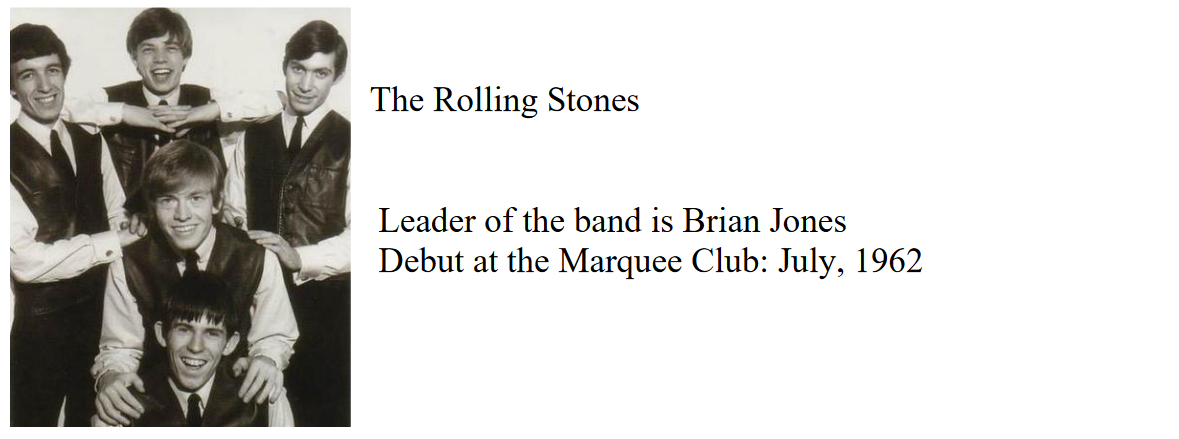 The Rolling Stones
Leader of the band is Brian Jones
Debut at the Marquee Club: July, 1962